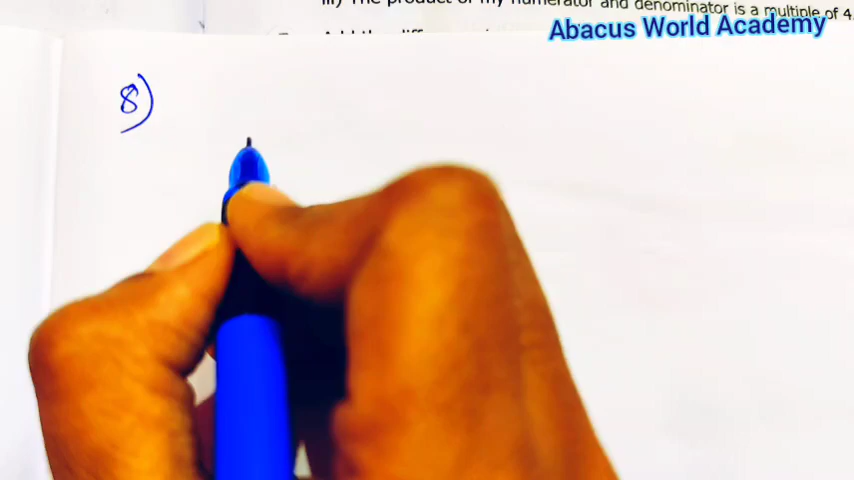 iii) The product of my numerator and denominator is a multiple of 4.
Abacus World Academy
8)